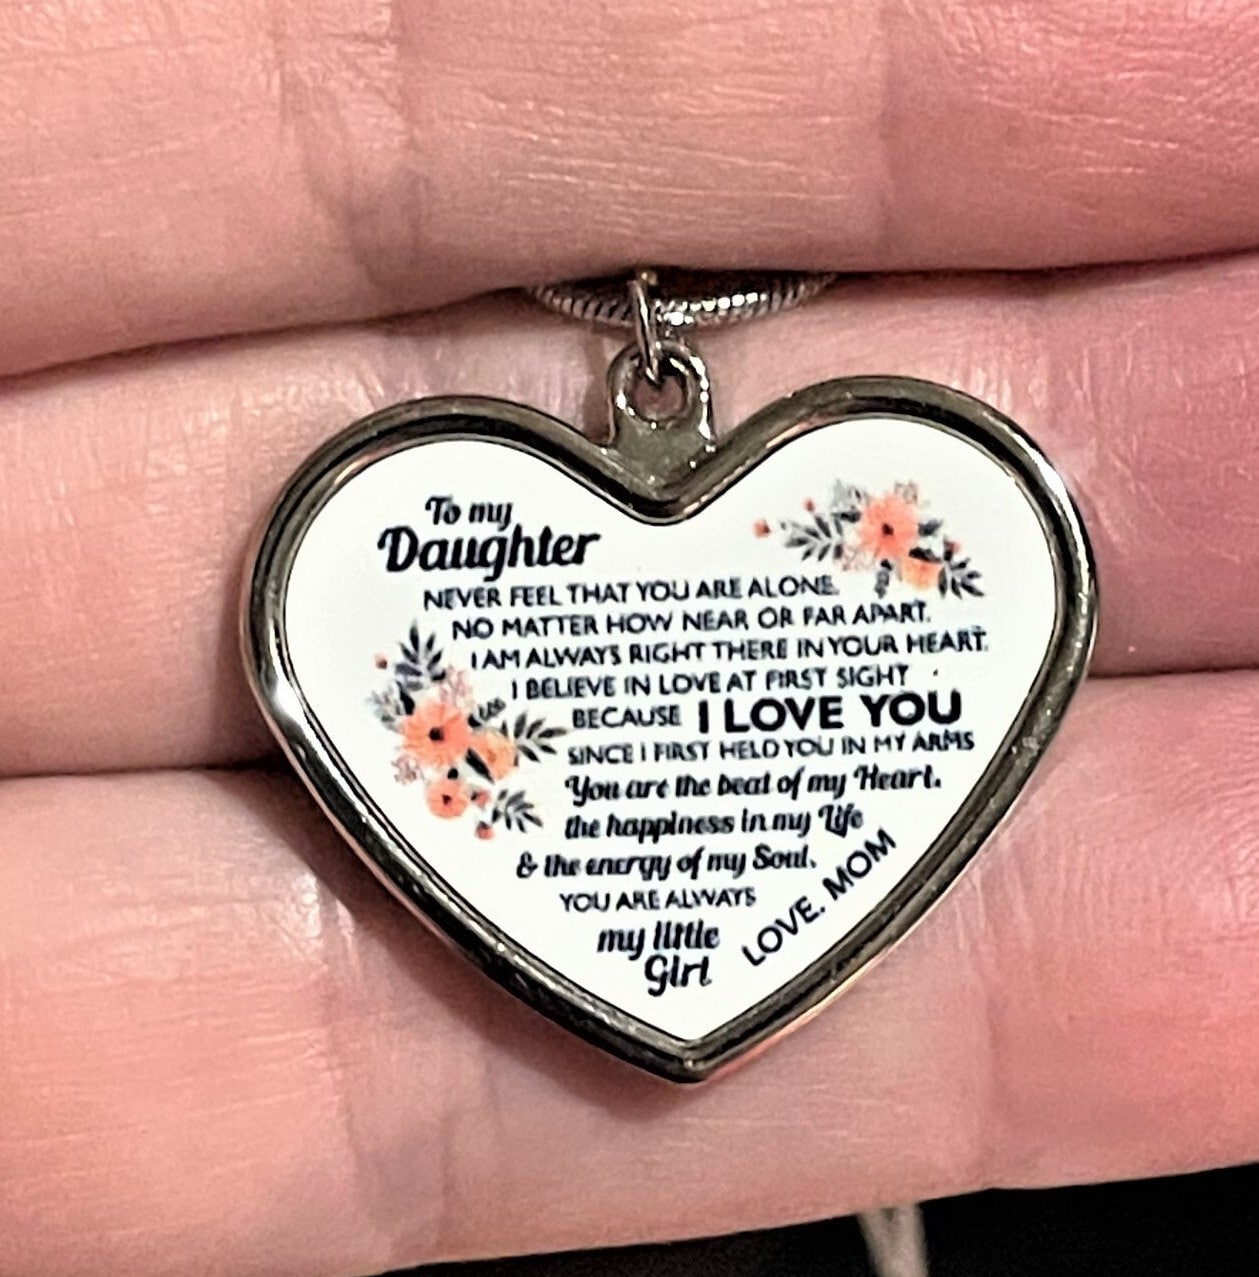 To my
Daughter
NEVER FEEL THAT YOU ARE ALONE.
NO MATTER HOW NEAR OR FAR APART.
I AM ALWAYS RIGHT THERE IN YOUR HEART.
I BELIEVE IN LOVE AT FIRST SIGHT
BECAUSE I LOVE YOU
SINCE I FIRST HELD YOU IN MY ARMS
You are the beat of my Heart.
the happiness in my Life
& the energy of my Soul.
YOU ARE ALWAYS
my little
Girl
LOVE. MOM